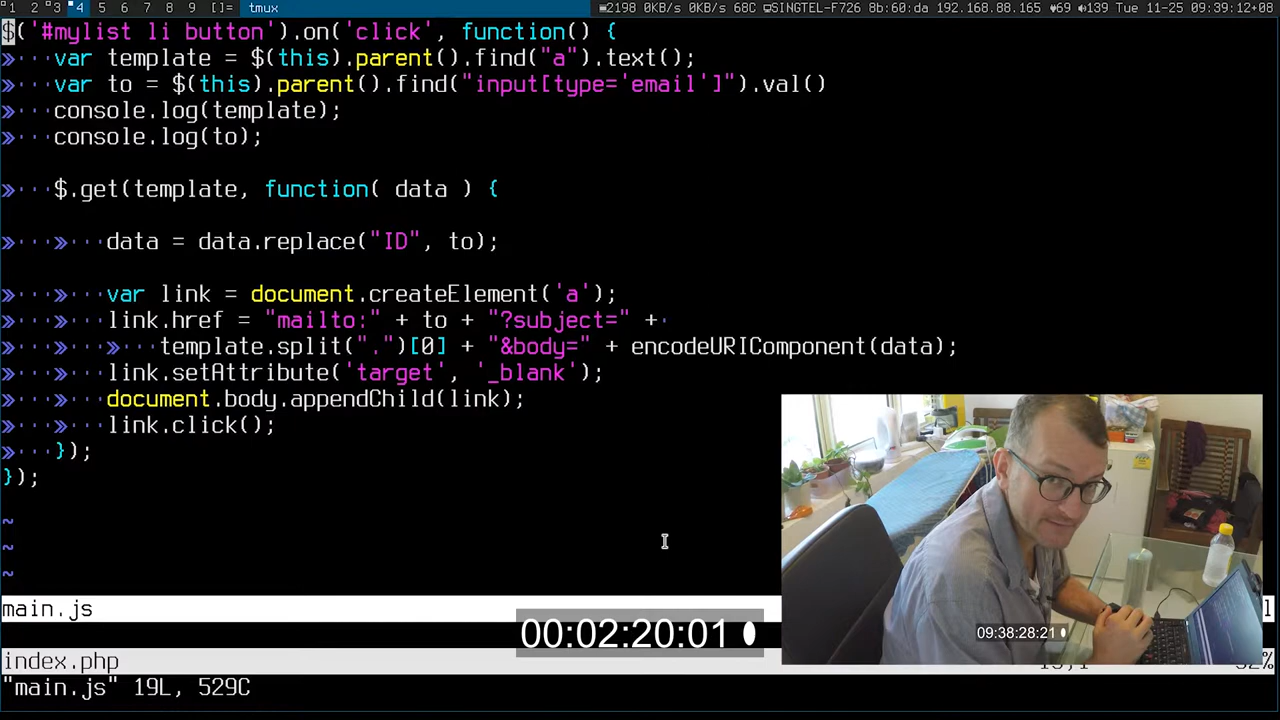 1 2 3 4 5 6 7 8 9 []= tmux 2198 0KB/s 0KB/s 68C SINGTEL-F726 8b:60:da 192.168.88.165 ♥69 ♠139 Tue 11-25 09:39:12+08
$('#mylist li button').on('click', function() {
»···var template = $(this).parent().find("a").text();
»···var to = $(this).parent().find("input[type='email']").val()
»···console.log(template);
»···console.log(to);
»···$.get(template, function( data ) {
»···»···data = data.replace("ID", to);
»···»···var link = document.createElement('a');
»···»···link.href = "mailto:" + to + "?subject=" +·
»···»···»···template.split(".")[0] + "&body=" + encodeURIComponent(data);
»···»···link.setAttribute('target', '_blank');
»···»···document.body.appendChild(link);
»···»···link.click();
»···});
});
~
~
~
main.js
00:02:20:01
09:38:28:21
index.php
"main.js" 19L, 529C